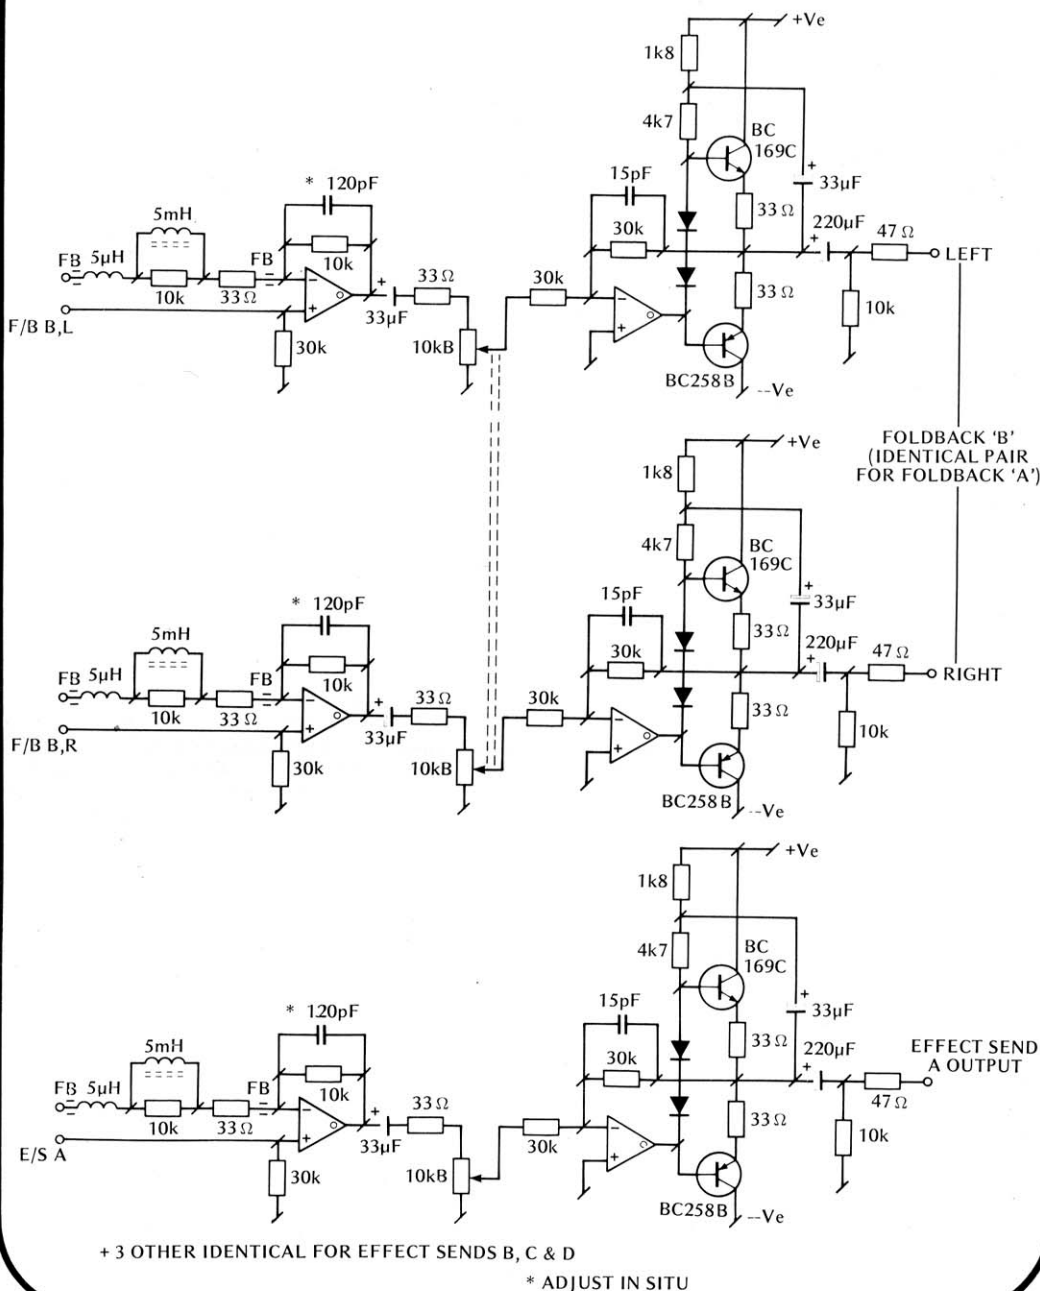 +Ve
1k8
4k7
BC
169C
* 120pF
15pF
+
33µF
5mH
33 Ω
220µF
47 Ω
FB 5µH
FB
10k
30k
+
LEFT
10k
33 Ω
−
+
+
33µF
33 Ω
30k
−
+
33 Ω
10k
F/B B,L
30k
10kB
BC258B
--Ve
FOLDBACK 'B'
(IDENTICAL PAIR
FOR FOLDBACK 'A')
+Ve
1k8
4k7
BC
169C
* 120pF
15pF
+
33µF
5mH
33 Ω
220µF
47 Ω
FB 5µH
FB
10k
30k
+
RIGHT
10k
33 Ω
−
+
+
33µF
33 Ω
30k
−
+
33 Ω
10k
F/B B,R
30k
10kB
BC258B
--Ve
+Ve
1k8
4k7
BC
169C
* 120pF
15pF
+
33µF
5mH
33 Ω
220µF
EFFECT SEND
A OUTPUT
FB 5µH
FB
10k
30k
+
47 Ω
10k
33 Ω
−
+
+
33µF
33 Ω
30k
−
+
33 Ω
10k
E/S A
30k
10kB
BC258B
--Ve
+ 3 OTHER IDENTICAL FOR EFFECT SENDS B, C & D
* ADJUST IN SITU